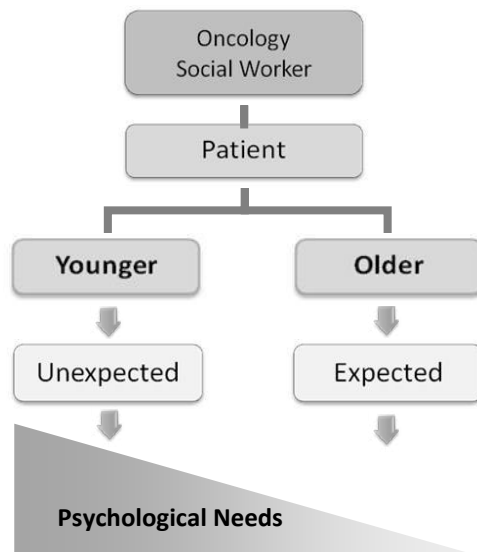 Oncology
Social Worker
Patient
Younger
Older
Unexpected
Expected
Psychological Needs